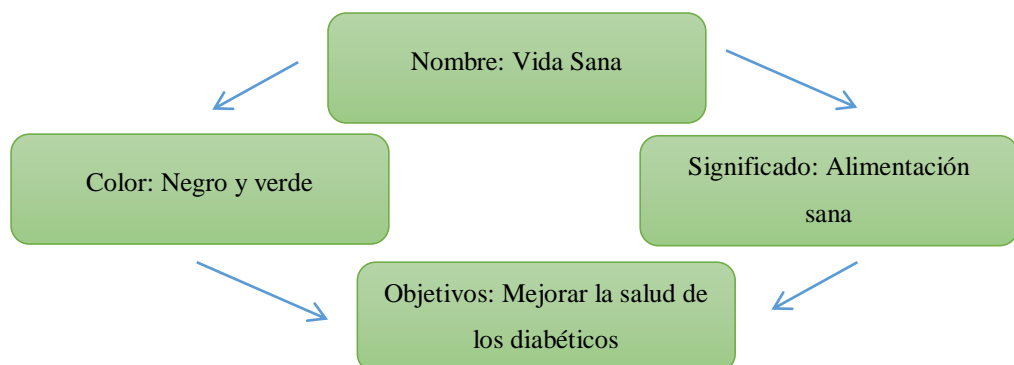 Nombre: Vida Sana
Color: Negro y verde
Significado: Alimentación
sana
Objetivos: Mejorar la salud de
los diabéticos